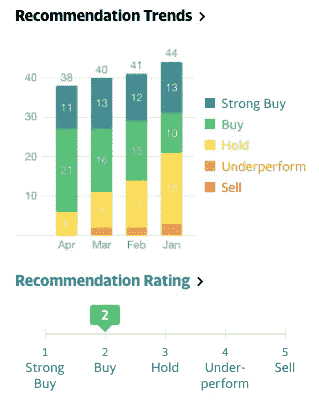 Recommendation Trends >
38 40 41 44
40
11 13 12 13
Strong Buy
30
Buy
21 16 15 10
20
Hold
Underperform
10
Sell
Apr Mar Feb Jan
Recommendation Rating >
2
1 2 3 4 5
Strong Buy Hold Under- Sell
Buy perform